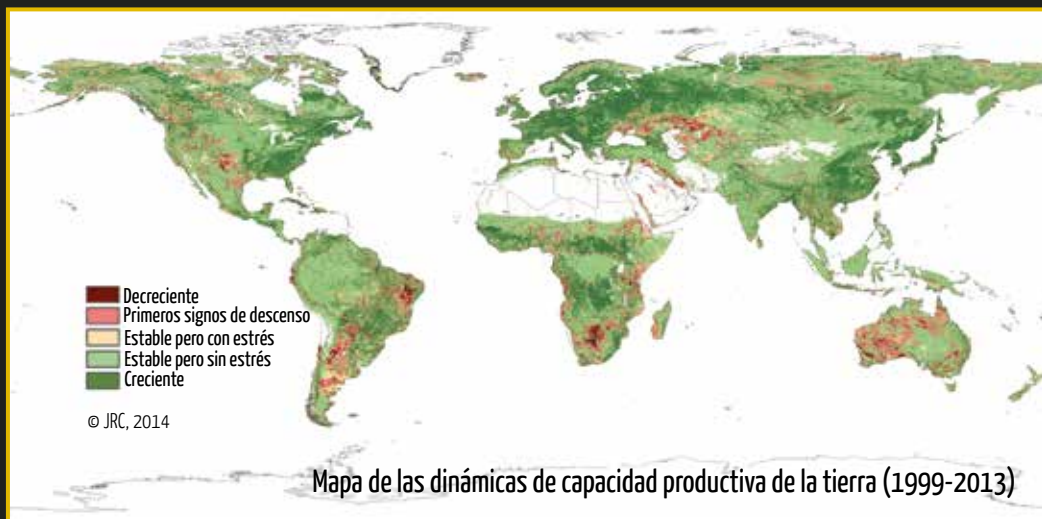 Decreciente
Primeros signos de descenso
Estable pero con estrés
Estable pero sin estrés
Creciente
© JRC, 2014
Mapa de las dinámicas de capacidad productiva de la tierra (1999-2013)